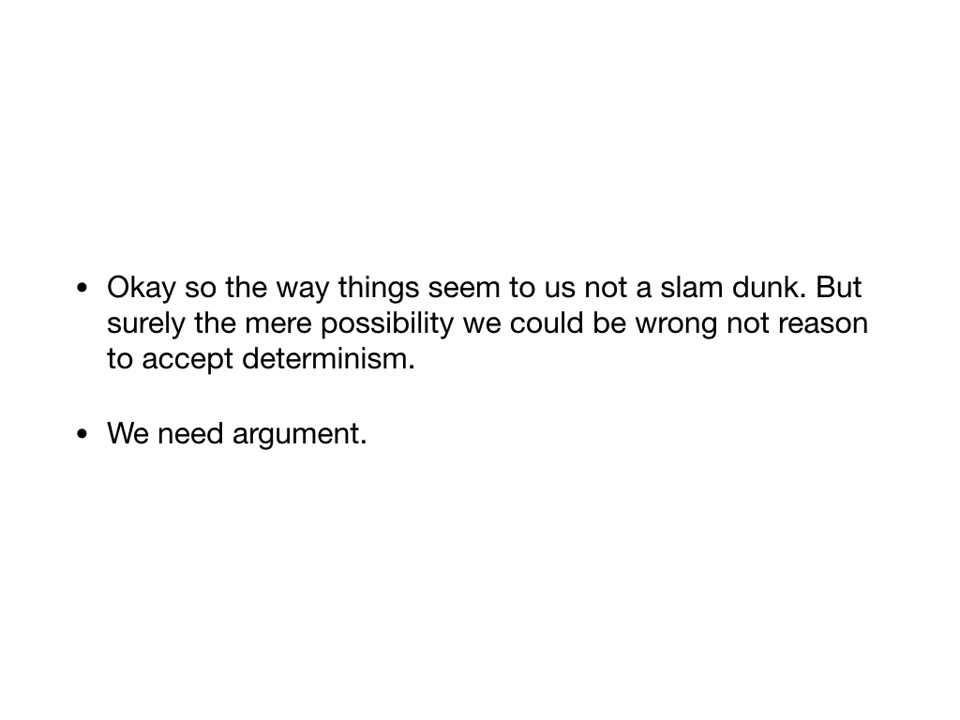 • Okay so the way things seem to us not a slam dunk. But
surely the mere possibility we could be wrong not reason
to accept determinism.
• We need argument.